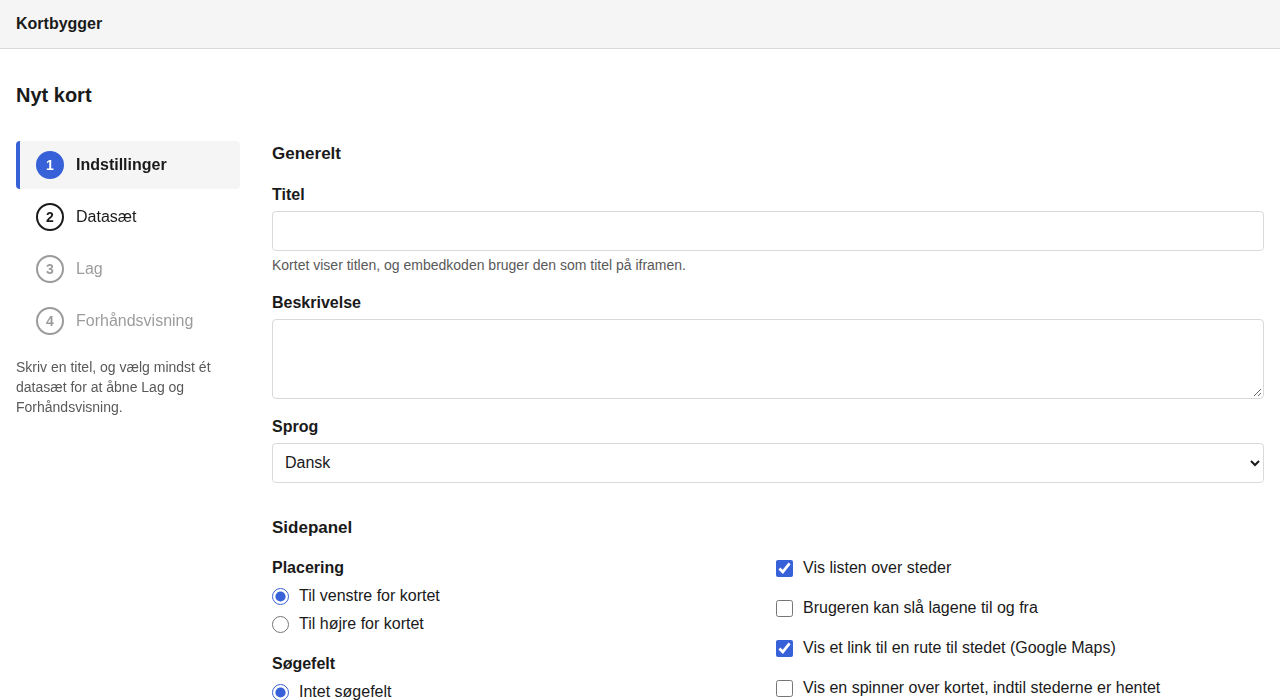 Kortbygger
Nyt kort
1 Indstillinger
2 Datasæt
3 Lag
4 Forhåndsvisning
Skriv en titel, og vælg mindst ét
datasæt for at åbne Lag og
Forhåndsvisning.
Generelt
Titel
Kortet viser titlen, og embedkoden bruger den som titel på iframen.
Beskrivelse
Sprog
Dansk
Sidepanel
Placering
Til venstre for kortet
Til højre for kortet
Søgefelt
Intet søgefelt
Vis listen over steder
Brugeren kan slå lagene til og fra
Vis et link til en rute til stedet (Google Maps)
Vis en spinner over kortet, indtil stederne er hentet